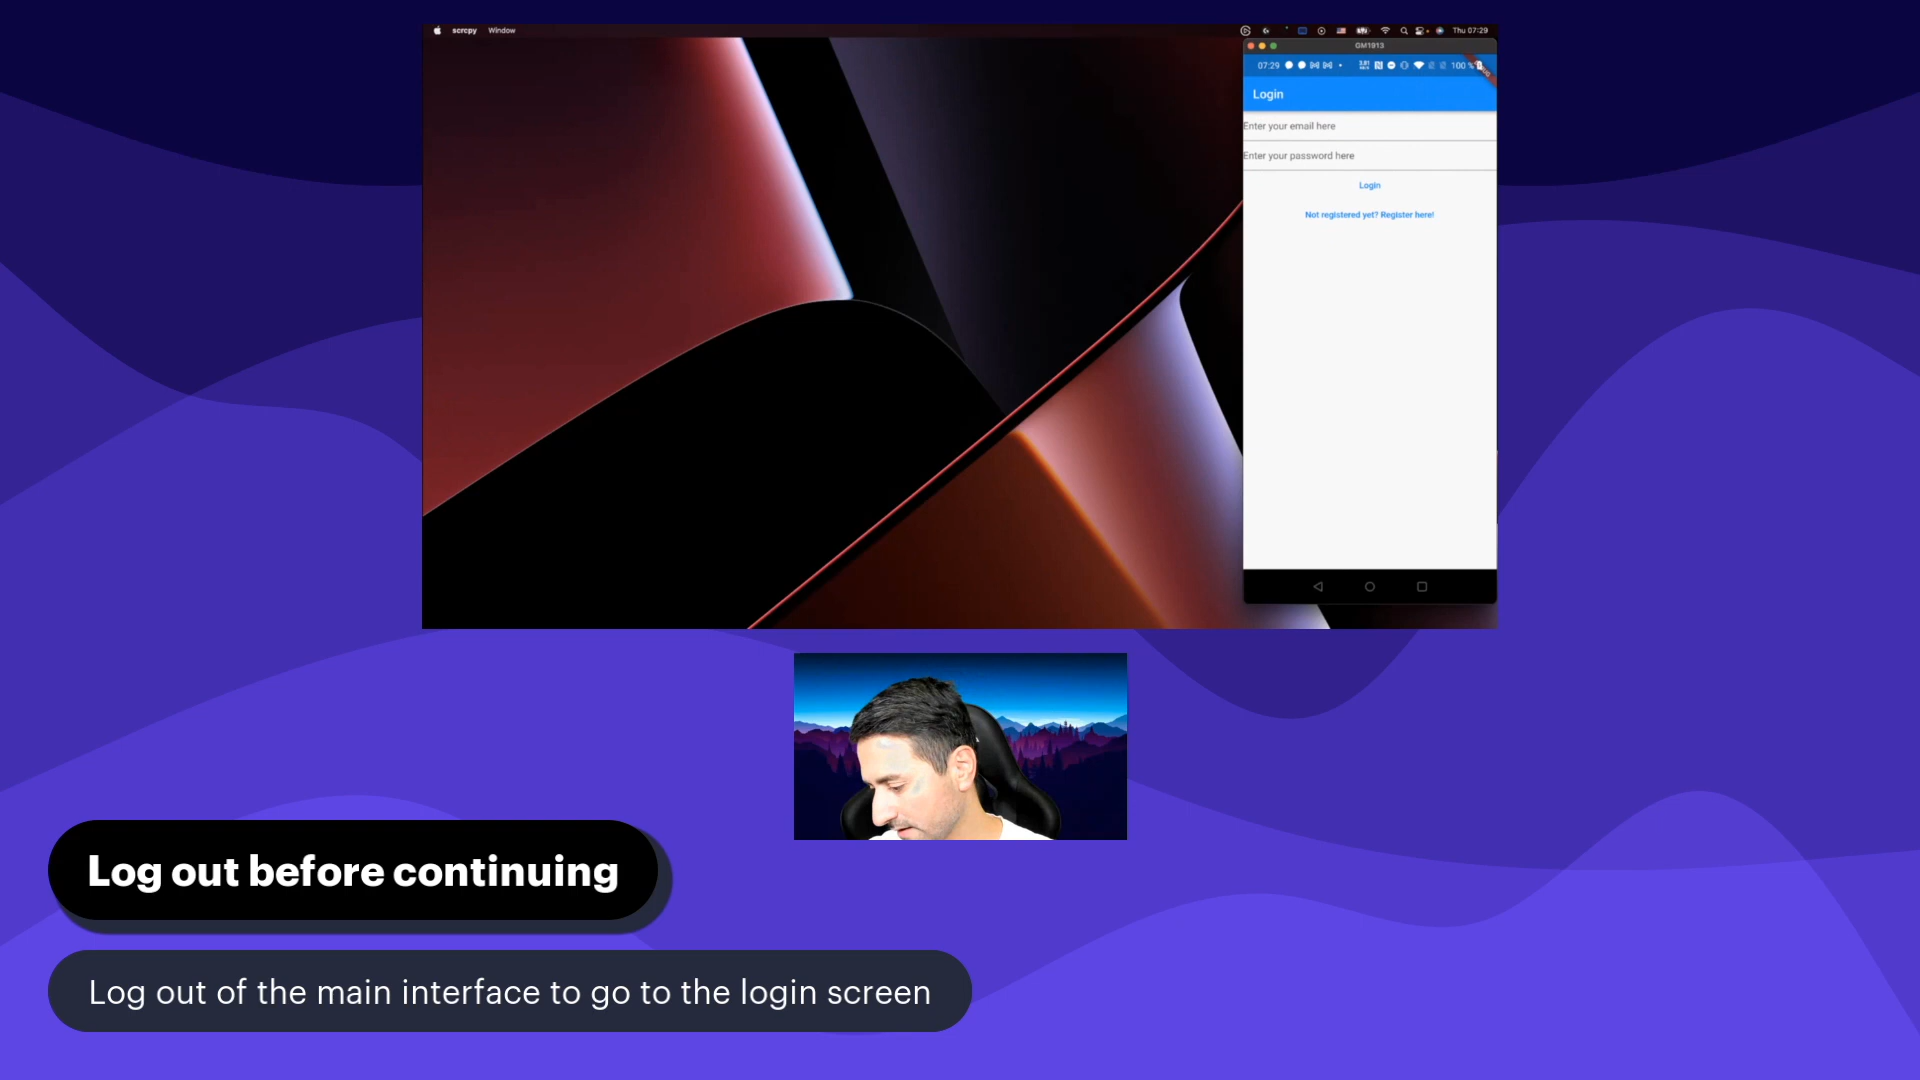 scrcpy Window
Thu 07:29
GM1913
07:29
100 %
Login
Enter your email here
Enter your password here
Login
Not registered yet? Register here!
Log out before continuing
Log out of the main interface to go to the login screen